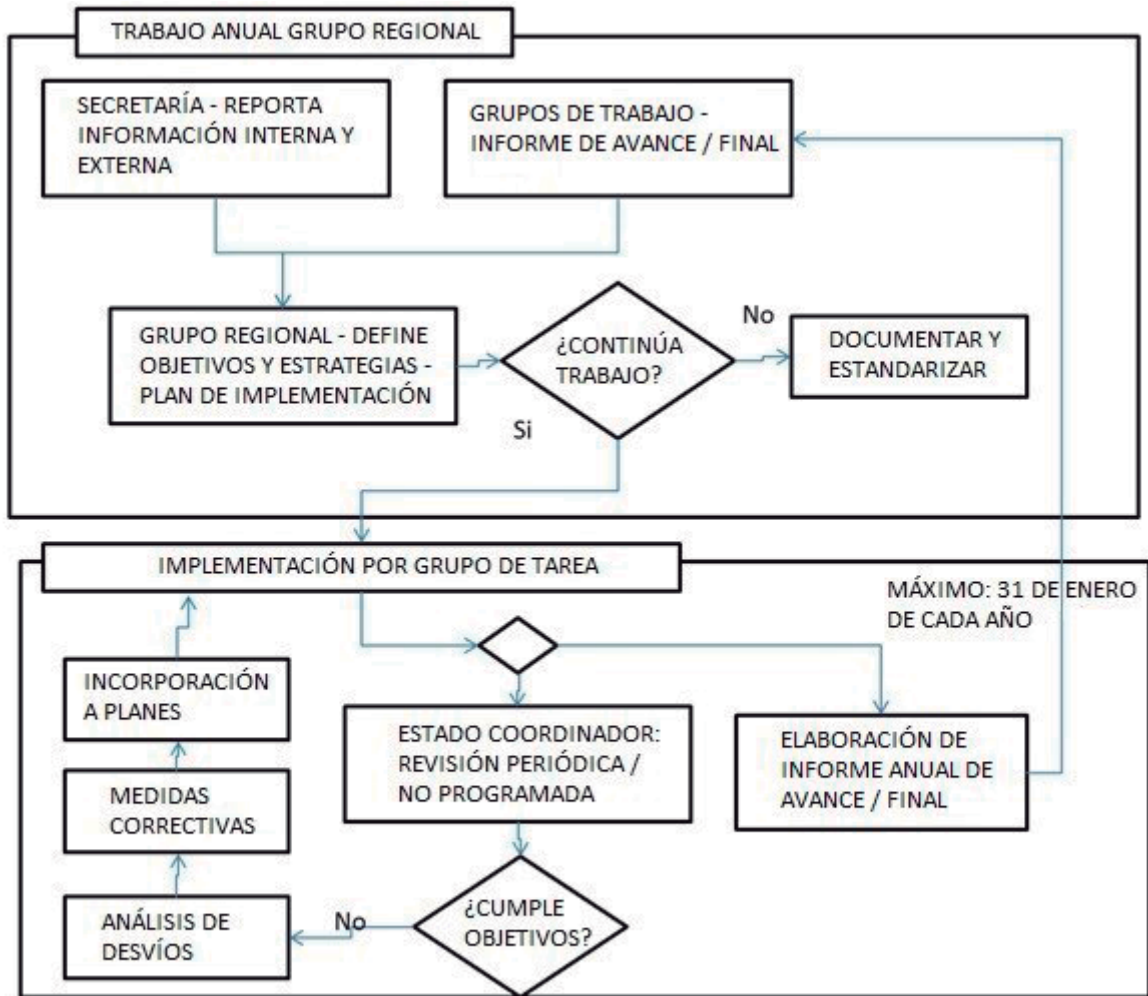 TRABAJO ANUAL GRUPO REGIONAL
SECRETARÍA - REPORTA
INFORMACIÓN INTERNA Y
EXTERNA
GRUPOS DE TRABAJO -
INFORME DE AVANCE / FINAL
GRUPO REGIONAL - DEFINE
OBJETIVOS Y ESTRATEGIAS -
PLAN DE IMPLEMENTACIÓN
¿CONTINÚA
TRABAJO?
No
DOCUMENTAR Y
ESTANDARIZAR
Si
IMPLEMENTACIÓN POR GRUPO DE TAREA
MÁXIMO: 31 DE ENERO
DE CADA AÑO
INCORPORACIÓN
A PLANES
ESTADO COORDINADOR:
REVISIÓN PERIÓDICA /
NO PROGRAMADA
ELABORACIÓN DE
INFORME ANUAL DE
AVANCE / FINAL
MEDIDAS
CORRECTIVAS
ANÁLISIS DE
DESVÍOS
No
¿CUMPLE
OBJETIVOS?